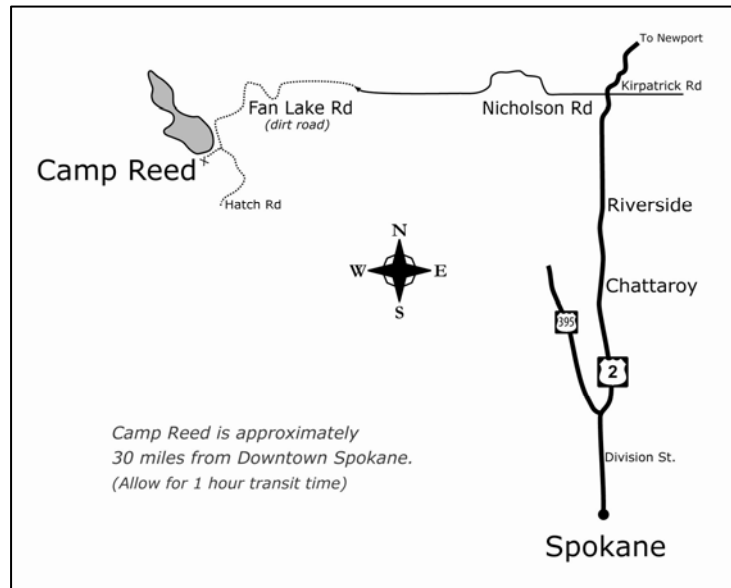 To Newport
Kirpatrick Rd
Fan Lake Rd
(dirt road)
Nicholson Rd
Camp Reed
Hatch Rd
Riverside
N
W E
S
Chattaroy
395
2
Camp Reed is approximately
30 miles from Downtown Spokane.
(Allow for 1 hour transit time)
Division St.
Spokane